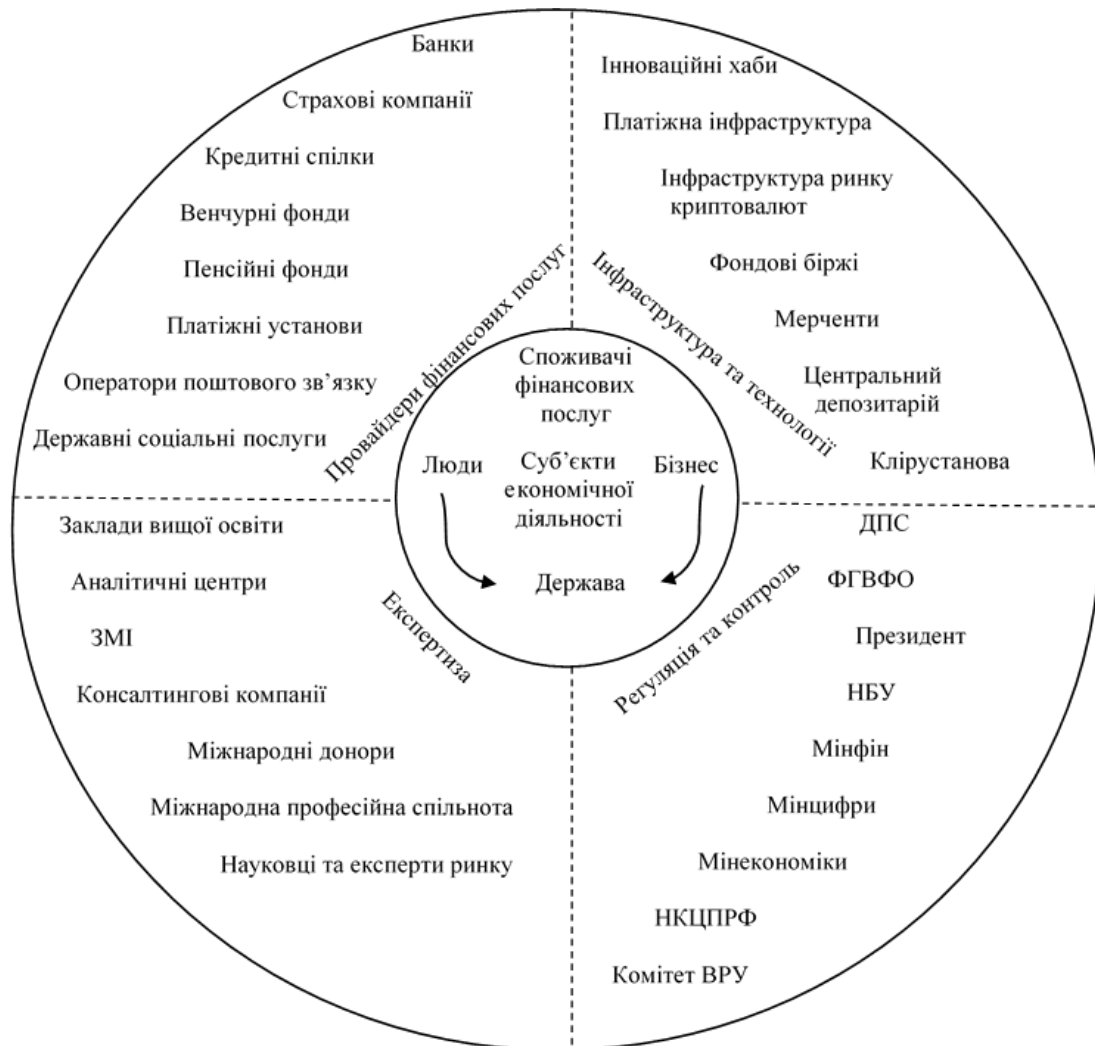 Банки
Страхові компанії
Кредитні спілки
Венчурні фонди
Пенсійні фонди
Платіжні установи
Оператори поштового зв’язку
Державні соціальні послуги
Провайдери фінансових послуг
Інноваційні хаби
Платіжна інфраструктура
Інфраструктура ринку
криптовалют
Фондові біржі
Мерченти
Центральний
депозитарій
Клірустанова
Інфраструктура та технології
Споживачі
фінансових
послуг
Люди
Суб’єкти
економічної
діяльності
Бізнес
Держава
Заклади вищої освіти
Аналітичні центри
ЗМІ
Консалтингові компанії
Міжнародні донори
Міжнародна професійна спільнота
Науковці та експерти ринку
Експертиза
ДПС
ФГВФО
Президент
НБУ
Мінфін
Мінцифри
Мінекономіки
НКЦПРФ
Комітет ВРУ
Регуляція та контроль